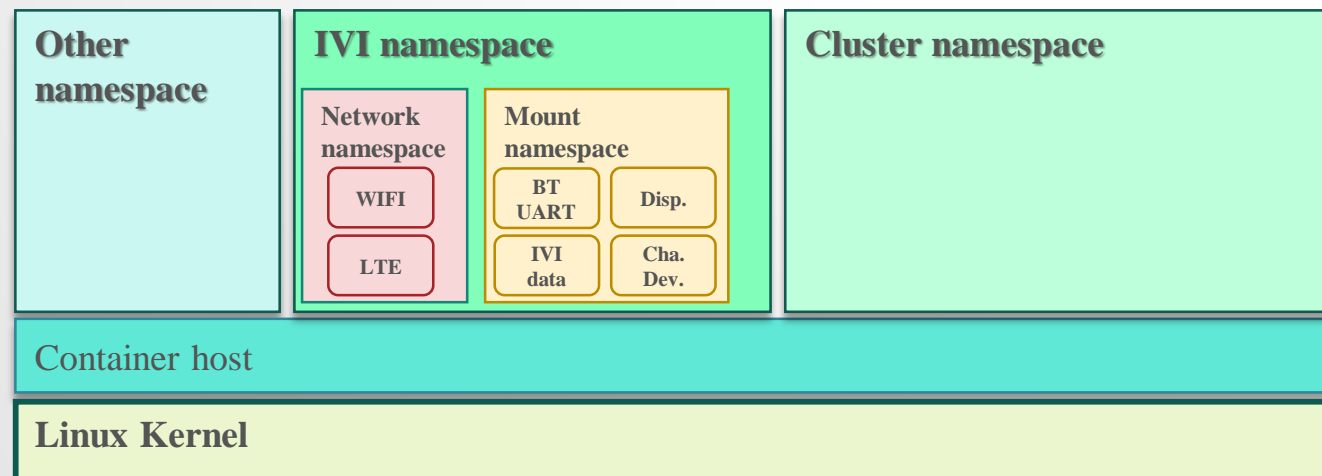 Other
namespace
IVI namespace
Cluster namespace
Network
namespace
Mount
namespace
WIFI
BT
UART
Disp.
LTE
IVI
data
Cha.
Dev.
Container host
Linux Kernel